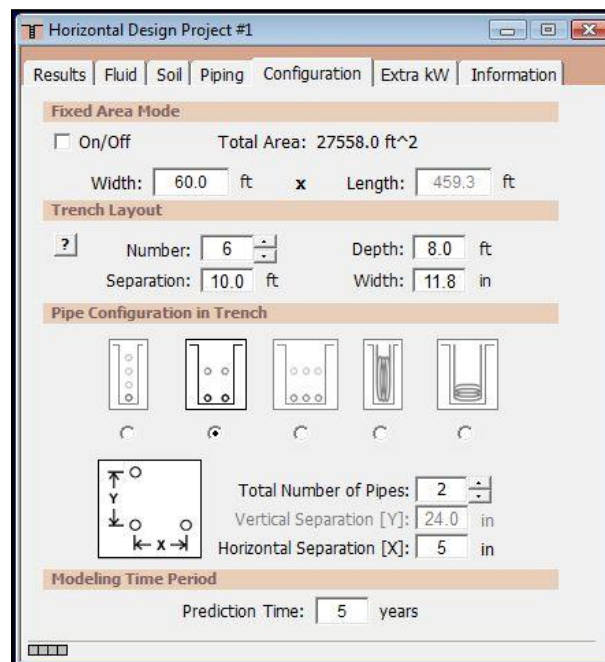 Horizontal Design Project #1
Results Fluid Soil Piping Configuration Extra kW Information
Fixed Area Mode
On/Off Total Area: 27558.0 ft^2
Width: 60.0 ft x Length: 459.3 ft
Trench Layout
? Number: 6 Depth: 8.0 ft
Separation: 10.0 ft Width: 11.8 in
Pipe Configuration in Trench
Y
X
Total Number of Pipes: 2
Vertical Separation [Y]: 24.0 in
Horizontal Separation [X]: 5 in
Modeling Time Period
Prediction Time: 5 years